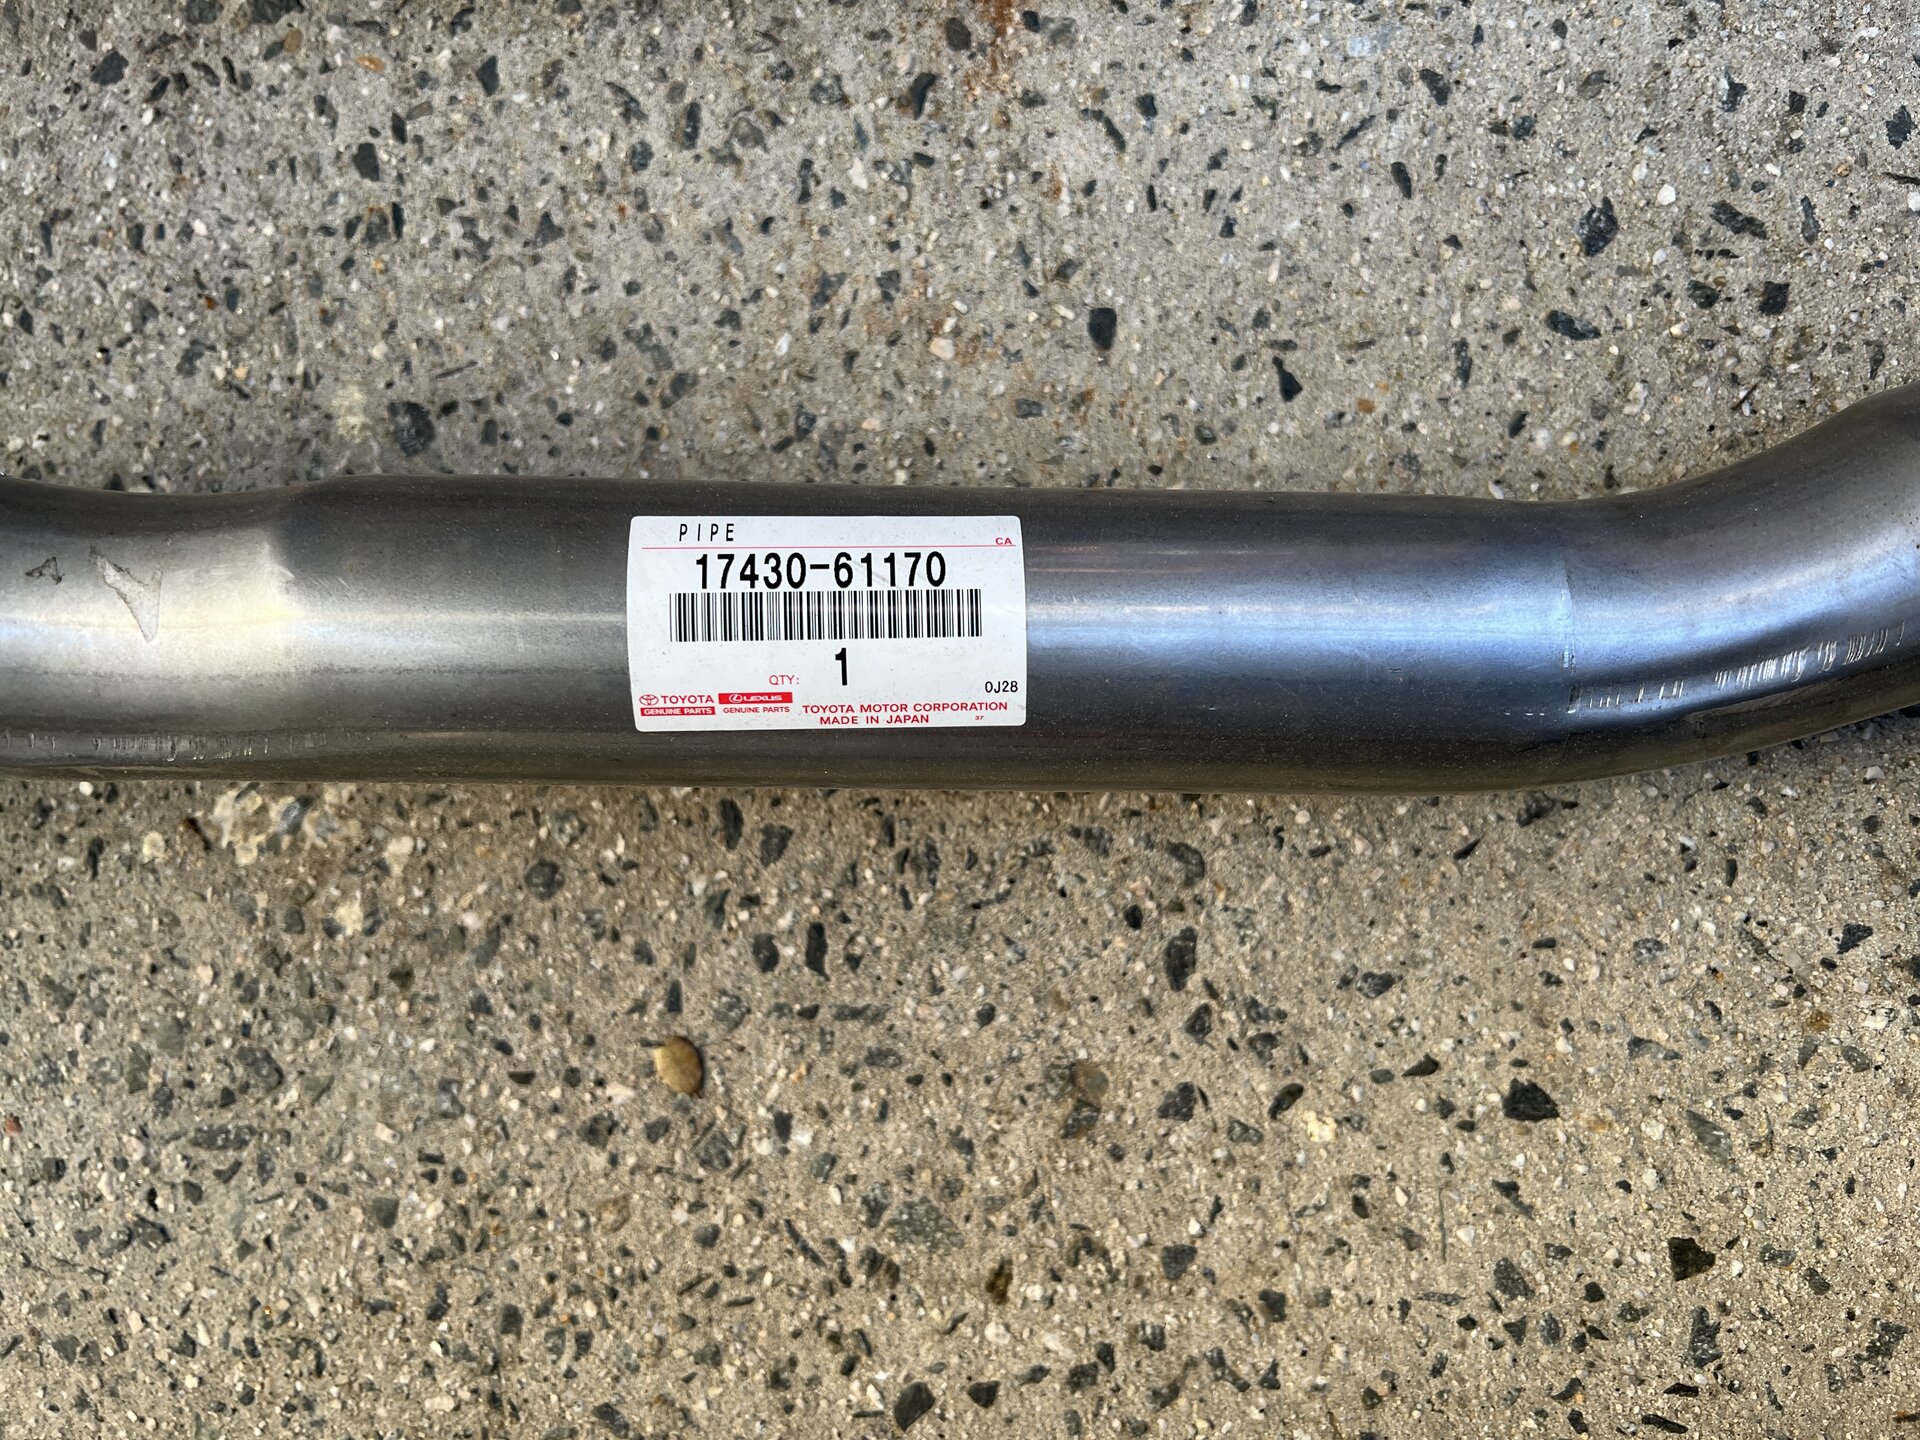 PIPE
CA
17430-61170
1
QTY:
0J28
TOYOTA LEXUS
GENUINE PARTS GENUINE PARTS
TOYOTA MOTOR CORPORATION
MADE IN JAPAN 37